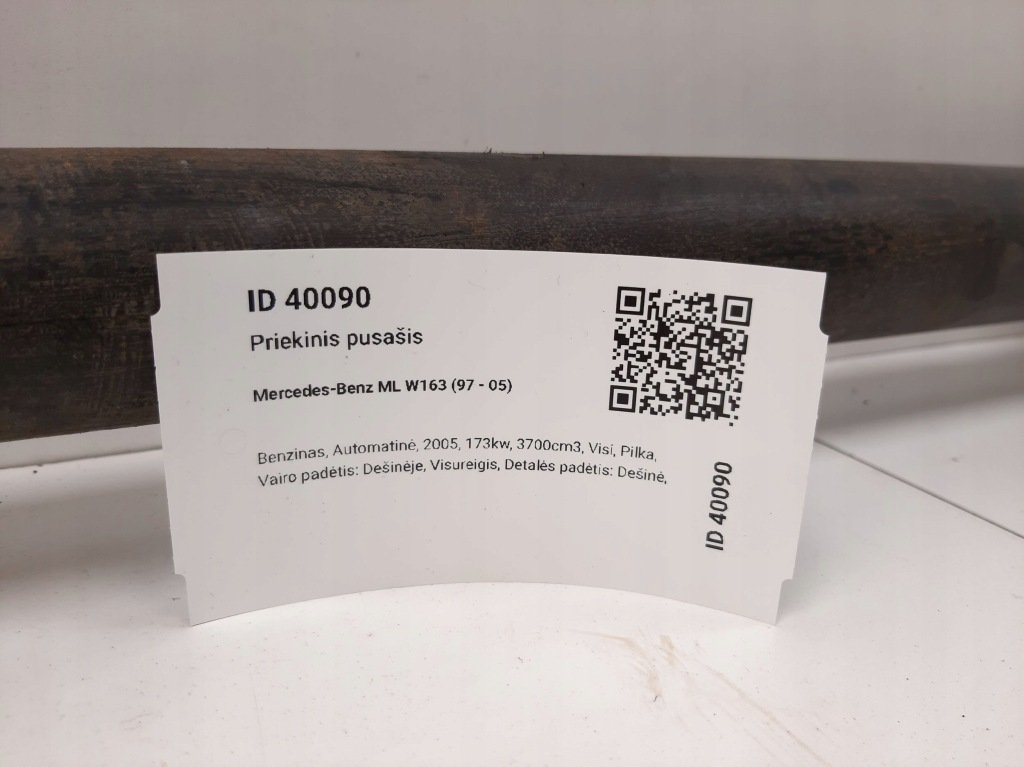 ID 40090
Priekinis pusašis
Mercedes-Benz ML W163 (97 - 05)
Benzinas, Automatinė, 2005, 173kw, 3700cm3, Visi, Pilka,
Vairo padėtis: Dešinėje, Visureigis, Detalės padėtis: Dešinė,
ID 40090